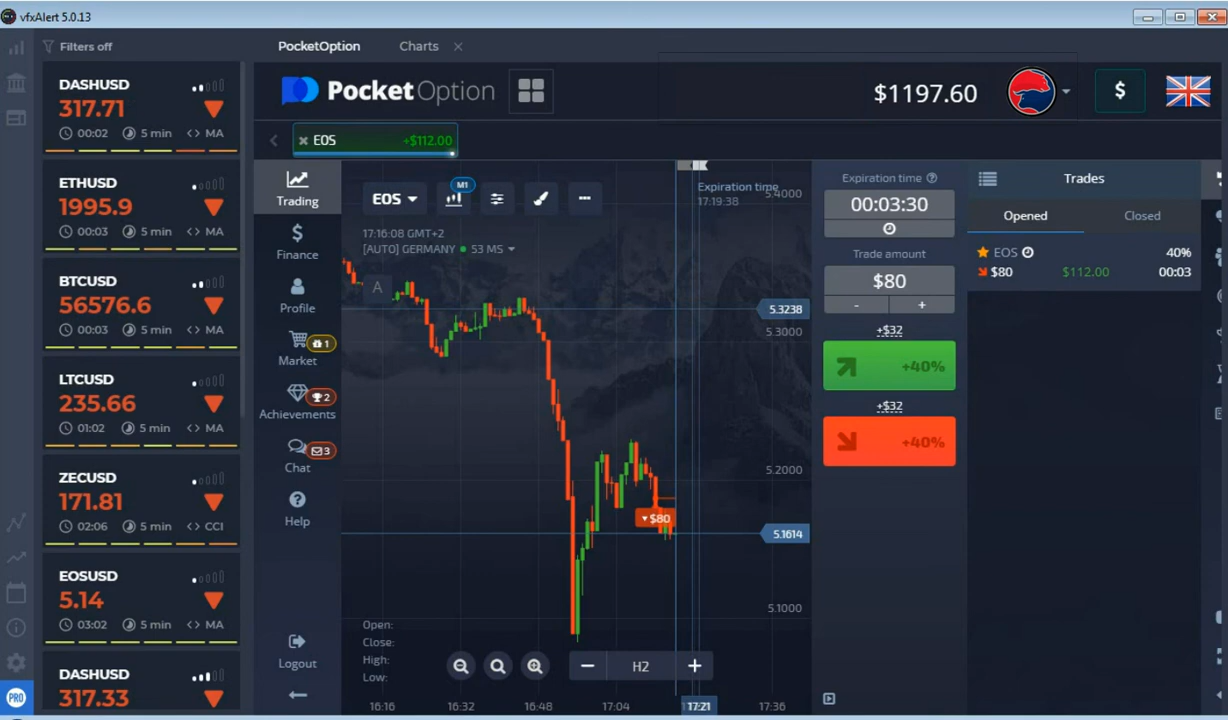 vfxAlert 5.0.13
Filters off
PocketOption
Charts
DASHUSD
317.71
00:02 5 min <> MA
ETHUSD
1995.9
00:03 5 min <> MA
BTCUSD
56576.6
00:03 5 min <> MA
LTCUSD
235.66
01:02 5 min <> MA
ZECUSD
171.81
02:06 5 min <> CCI
EOSUSD
5.14
03:02 5 min <> MA
DASHUSD
317.33
PRO
PocketOption
$1197.60
$
EOS +$112.00
Trading
Finance
Profile
1
Market
2
Achievements
3
Chat
Help
Logout
EOS
M1
17:16:08 GMT+2
[AUTO] GERMANY 53 MS
A
Expiration time
17:19:38
5.4000
5.3238
5.3000
5.2000
5.1614
5.1000
$80
Open:
Close:
High:
Low:
H2
16:16 16:32 16:48 17:04 17:21 17:36
Expiration time
00:03:30
Trade amount
$80
- +
+$32
+40%
+$32
+40%
Trades
Opened Closed
EOS 40%
$80 $112.00 00:03